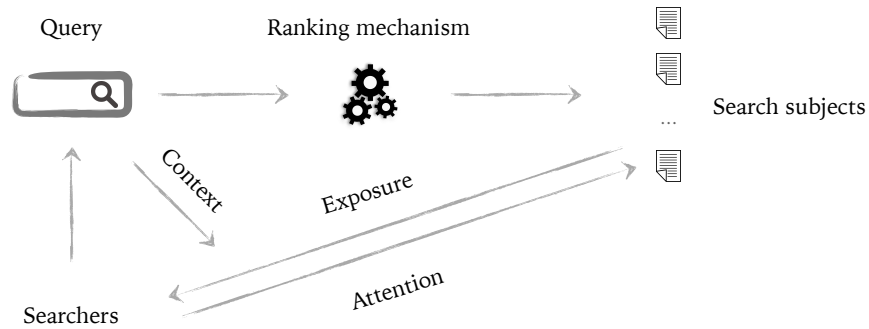 Query
Ranking mechanism
...
Search subjects
Context
Exposure
Attention
Searchers